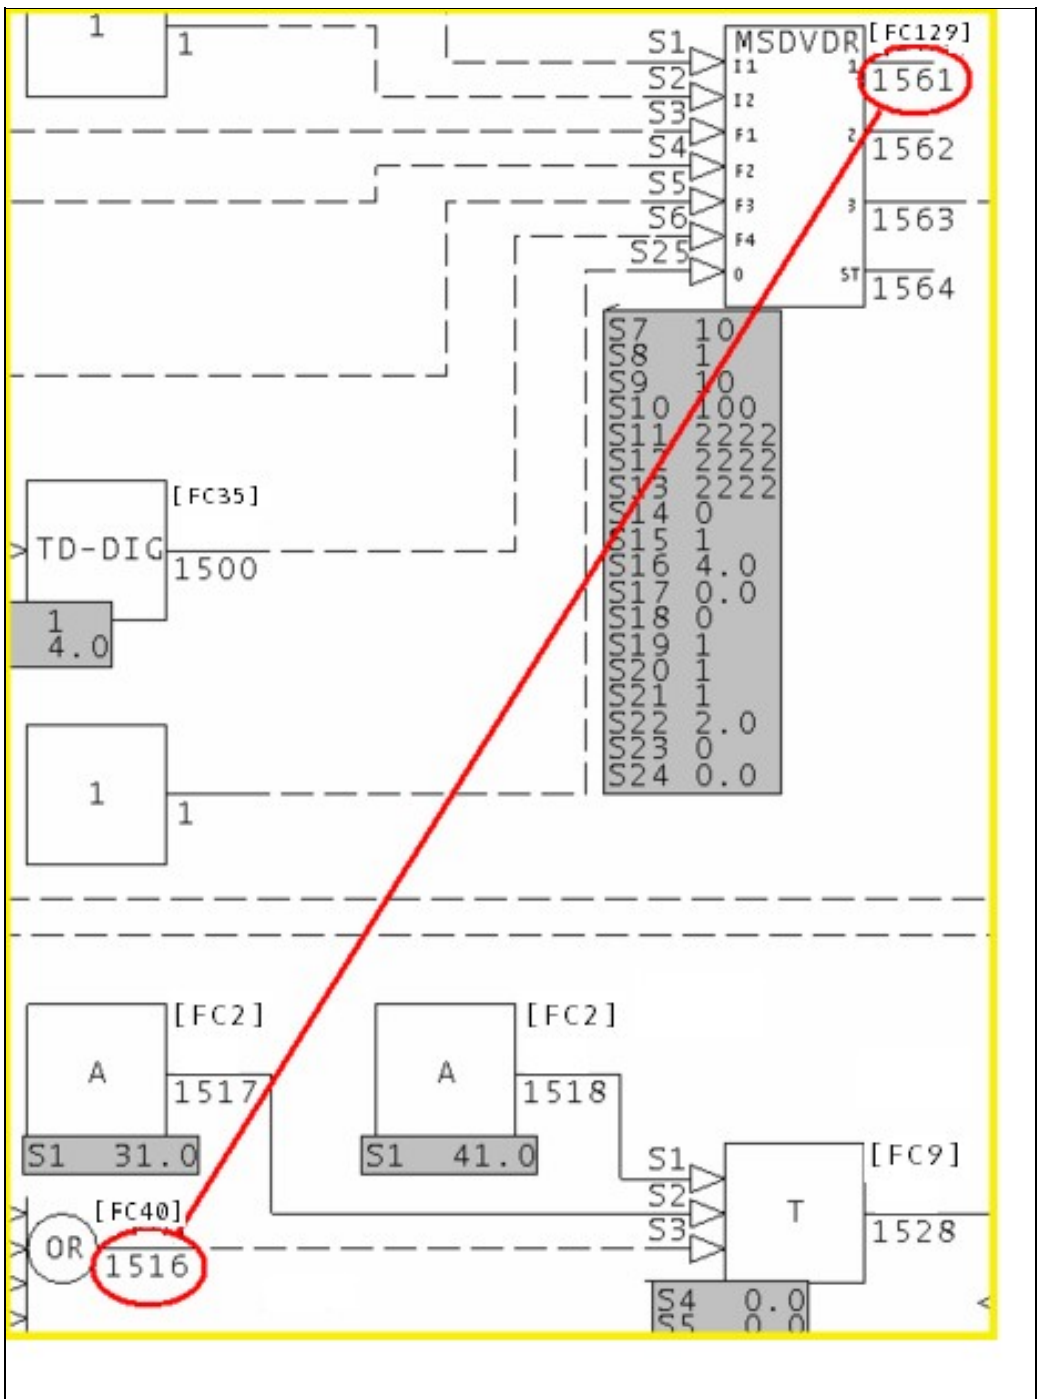 1
1
S1
S2
S3
S4
S5
S6
S25
MSDVDR
[FC129]
I1
I2
F1
F2
F3
F4
0
1
2
3
ST
1561
1562
1563
1564
S7 10
S8 1
S9 10
S10 100
S11 2222
S12 2222
S13 2222
S14 0
S15 1
S16 4.0
S17 0.0
S18 0
S19 1
S20 1
S21 1
S22 2.0
S23 0
S24 0.0
[FC35]
TD-DIG
1500
1
4.0
1
1
[FC2]
A
1517
S1 31.0
[FC2]
A
1518
S1 41.0
[FC40]
OR
1516
S1
S2
S3
T
[FC9]
1528
S4 0.0
S5 0.0